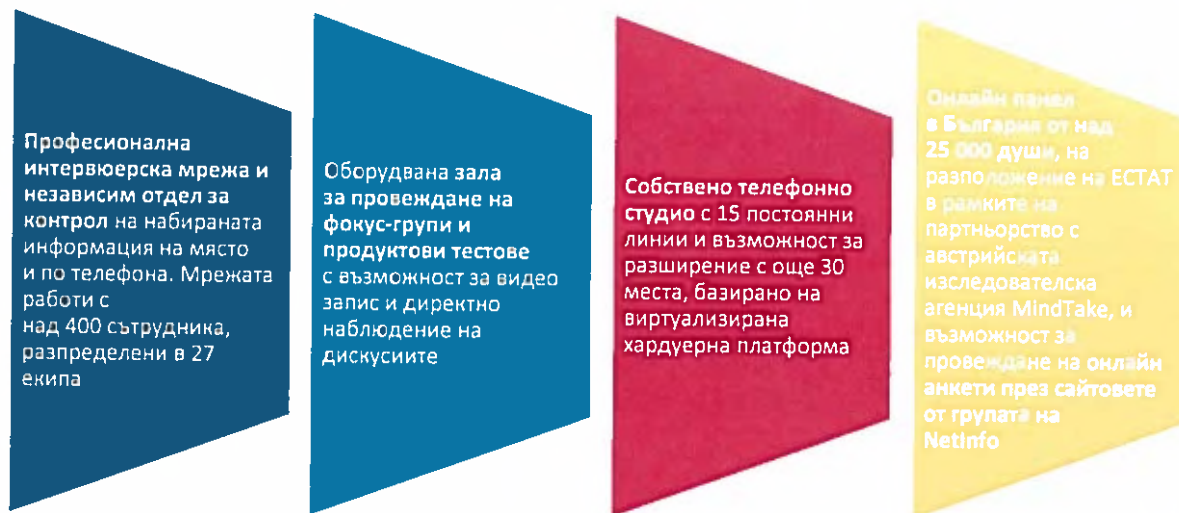 Професионална
интервюерска мрежа и
независим отдел за
контрол на набираната
информация на място
и по телефона. Мрежата
работи с
над 400 сътрудника,
разпределени в 27
екипа
Оборудвана зала
за провеждане на
фокус-групи и
продуктови тестове
с възможност за видео
запис и директно
наблюдение на
дискусиите
Собствено телефонно
студио с 15 постоянни
линии и възможност за
разширение с още 30
места, базирано на
виртуализирана
хардуерна платформа
Онлайн панел
в България от над
25 000 души, на
разположение на ЕСТАТ
в рамките на
партньорство с
австрийската
изследователска
агенция MindTake, и
възможност за
провеждане на онлайн
анкети през сайтовете
от групата на
NetInfo